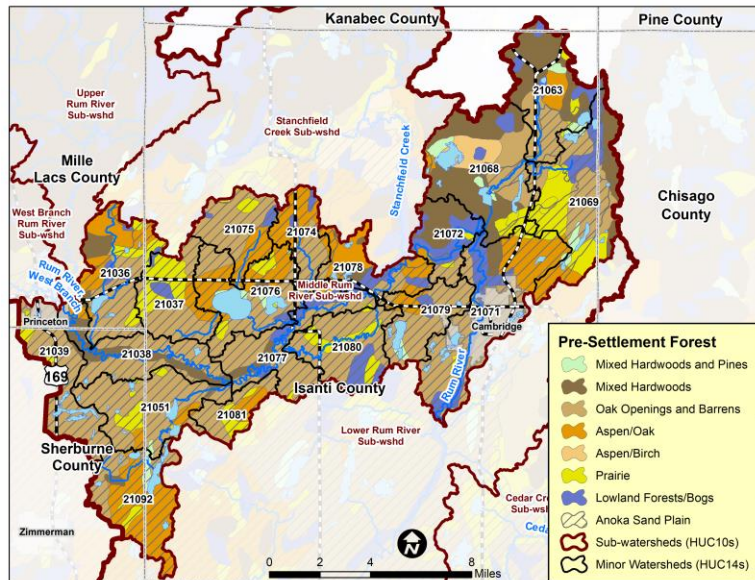 Kanabec County
Pine County
Upper
Rum River
Sub-wshd
Stanchfield
Creek Sub-wshd
21063
Mille
Lacs County
Stanchfield Creek
21068
Chisago
County
West Branch
Rum River
Sub-wshd
21075
21074
21069
21072
21036
21078
Rum River,
West Branch
21037
21076
Middle Rum
River Sub-wshd
21079
21071
Princeton
Cambridge
21039
21038
21077
21080
169
Isanti County
Rum River
21051
21081
Lower Rum River
Sub-wshd
Sherburne
County
21092
Zimmerman
Cedar Cre
Sub-ws
Ceda
N
0 2 4 8
Miles
Pre-Settlement Forest
Mixed Hardwoods and Pines
Mixed Hardwoods
Oak Openings and Barrens
Aspen/Oak
Aspen/Birch
Prairie
Lowland Forests/Bogs
Anoka Sand Plain
Sub-watersheds (HUC10s)
Minor Watersheds (HUC14s)